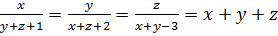 x/(y+z+1) = y/(x+z+2) = z/(x+y−3) = x + y + z